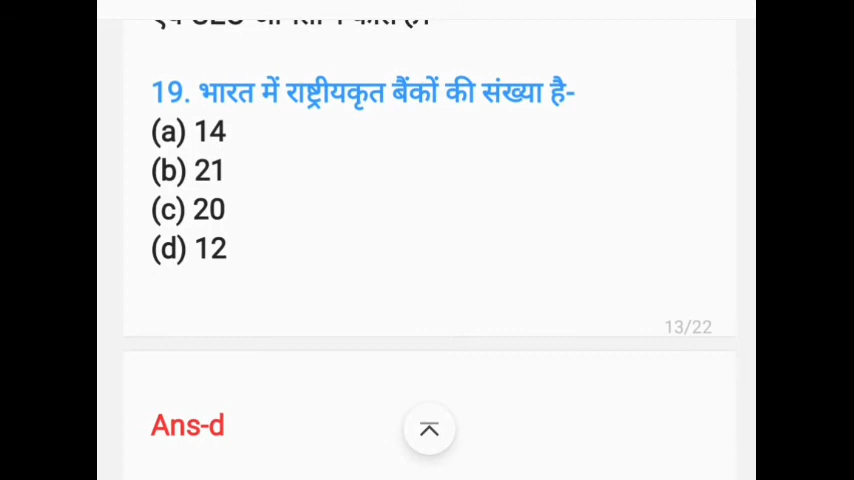 19. भारत में राष्ट्रीयकृत बैंकों की संख्या है-
(a) 14
(b) 21
(c) 20
(d) 12
13/22
Ans-d